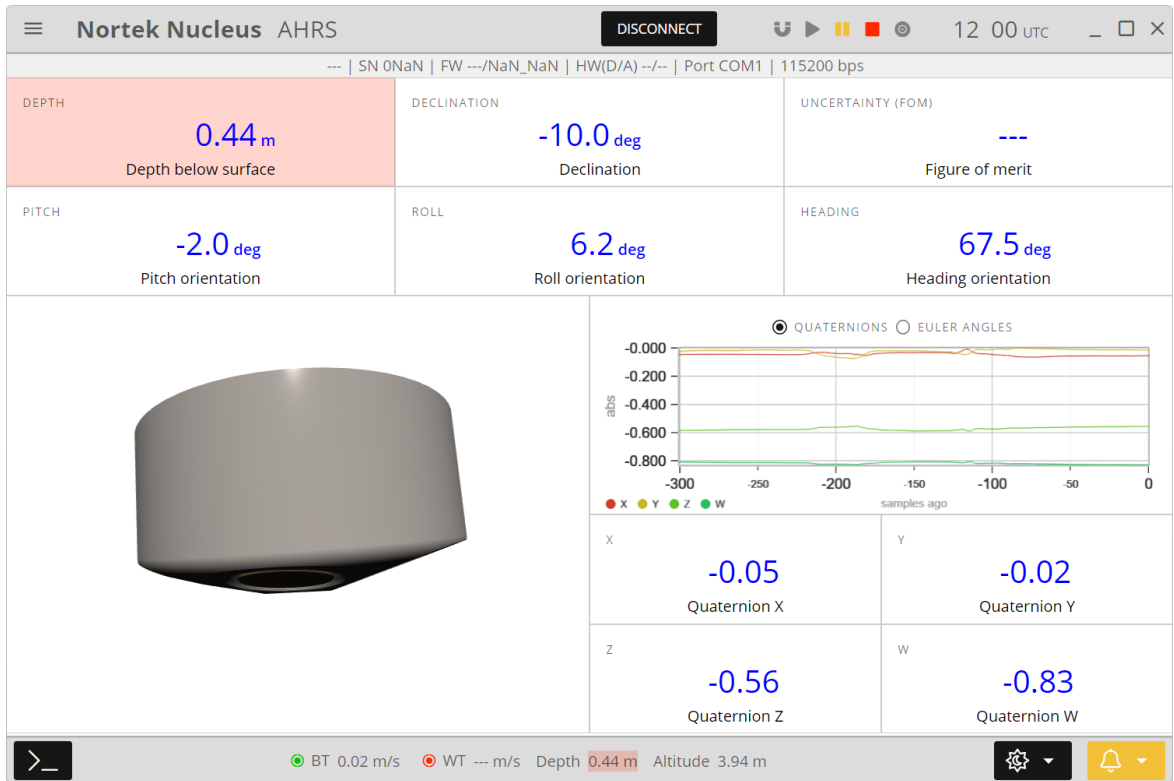 Nortek Nucleus AHRS DISCONNECT 12 00 UTC
--- | SN 0NaN | FW ---/NaN_NaN | HW(D/A) --/-- | Port COM1 | 115200 bps
DEPTH
0.44 m
Depth below surface
DECLINATION
-10.0 deg
Declination
UNCERTAINTY (FOM)
---
Figure of merit
PITCH
-2.0 deg
Pitch orientation
ROLL
6.2 deg
Roll orientation
HEADING
67.5 deg
Heading orientation
QUATERNIONS EULER ANGLES
-0.000
-0.200
-0.400
-0.600
-0.800
abs
-300 -250 -200 -150 -100 -50 0
X Y Z W samples ago
X
-0.05
Quaternion X
Y
-0.02
Quaternion Y
Z
-0.56
Quaternion Z
W
-0.83
Quaternion W
>_ BT 0.02 m/s WT --- m/s Depth 0.44 m Altitude 3.94 m